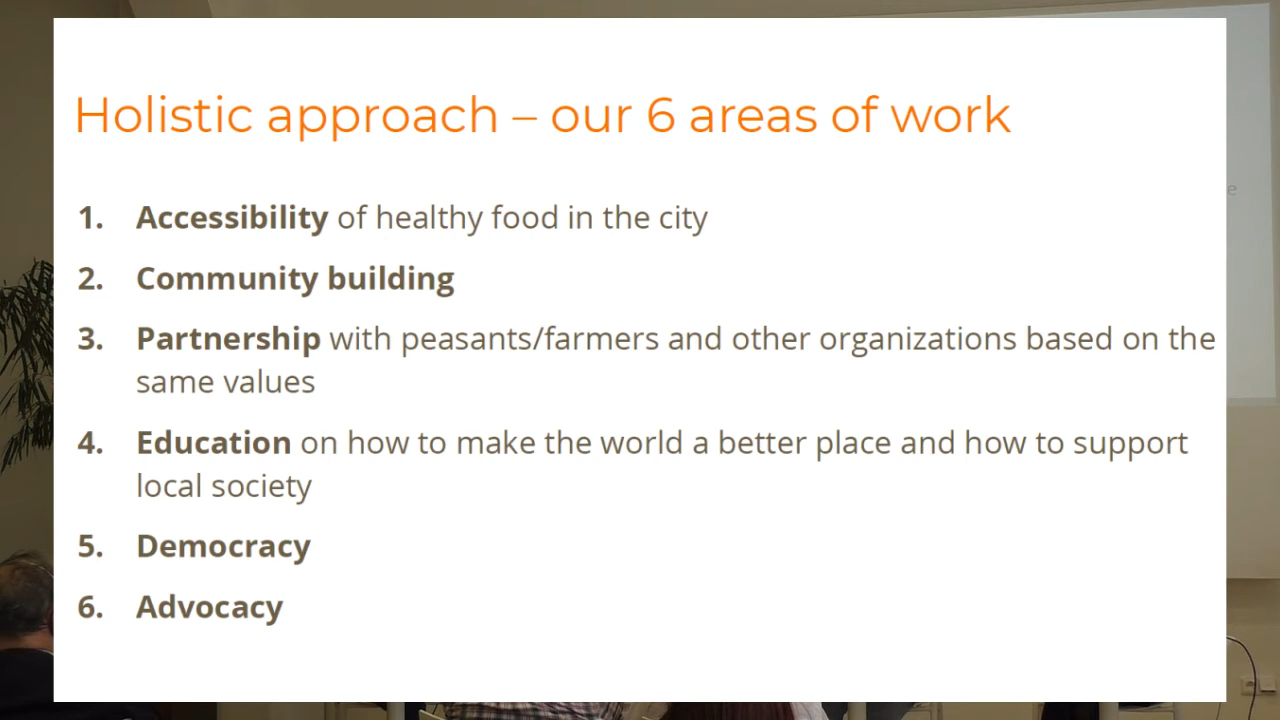 Holistic approach – our 6 areas of work
1. Accessibility of healthy food in the city
2. Community building
3. Partnership with peasants/farmers and other organizations based on the
same values
4. Education on how to make the world a better place and how to support
local society
5. Democracy
6. Advocacy